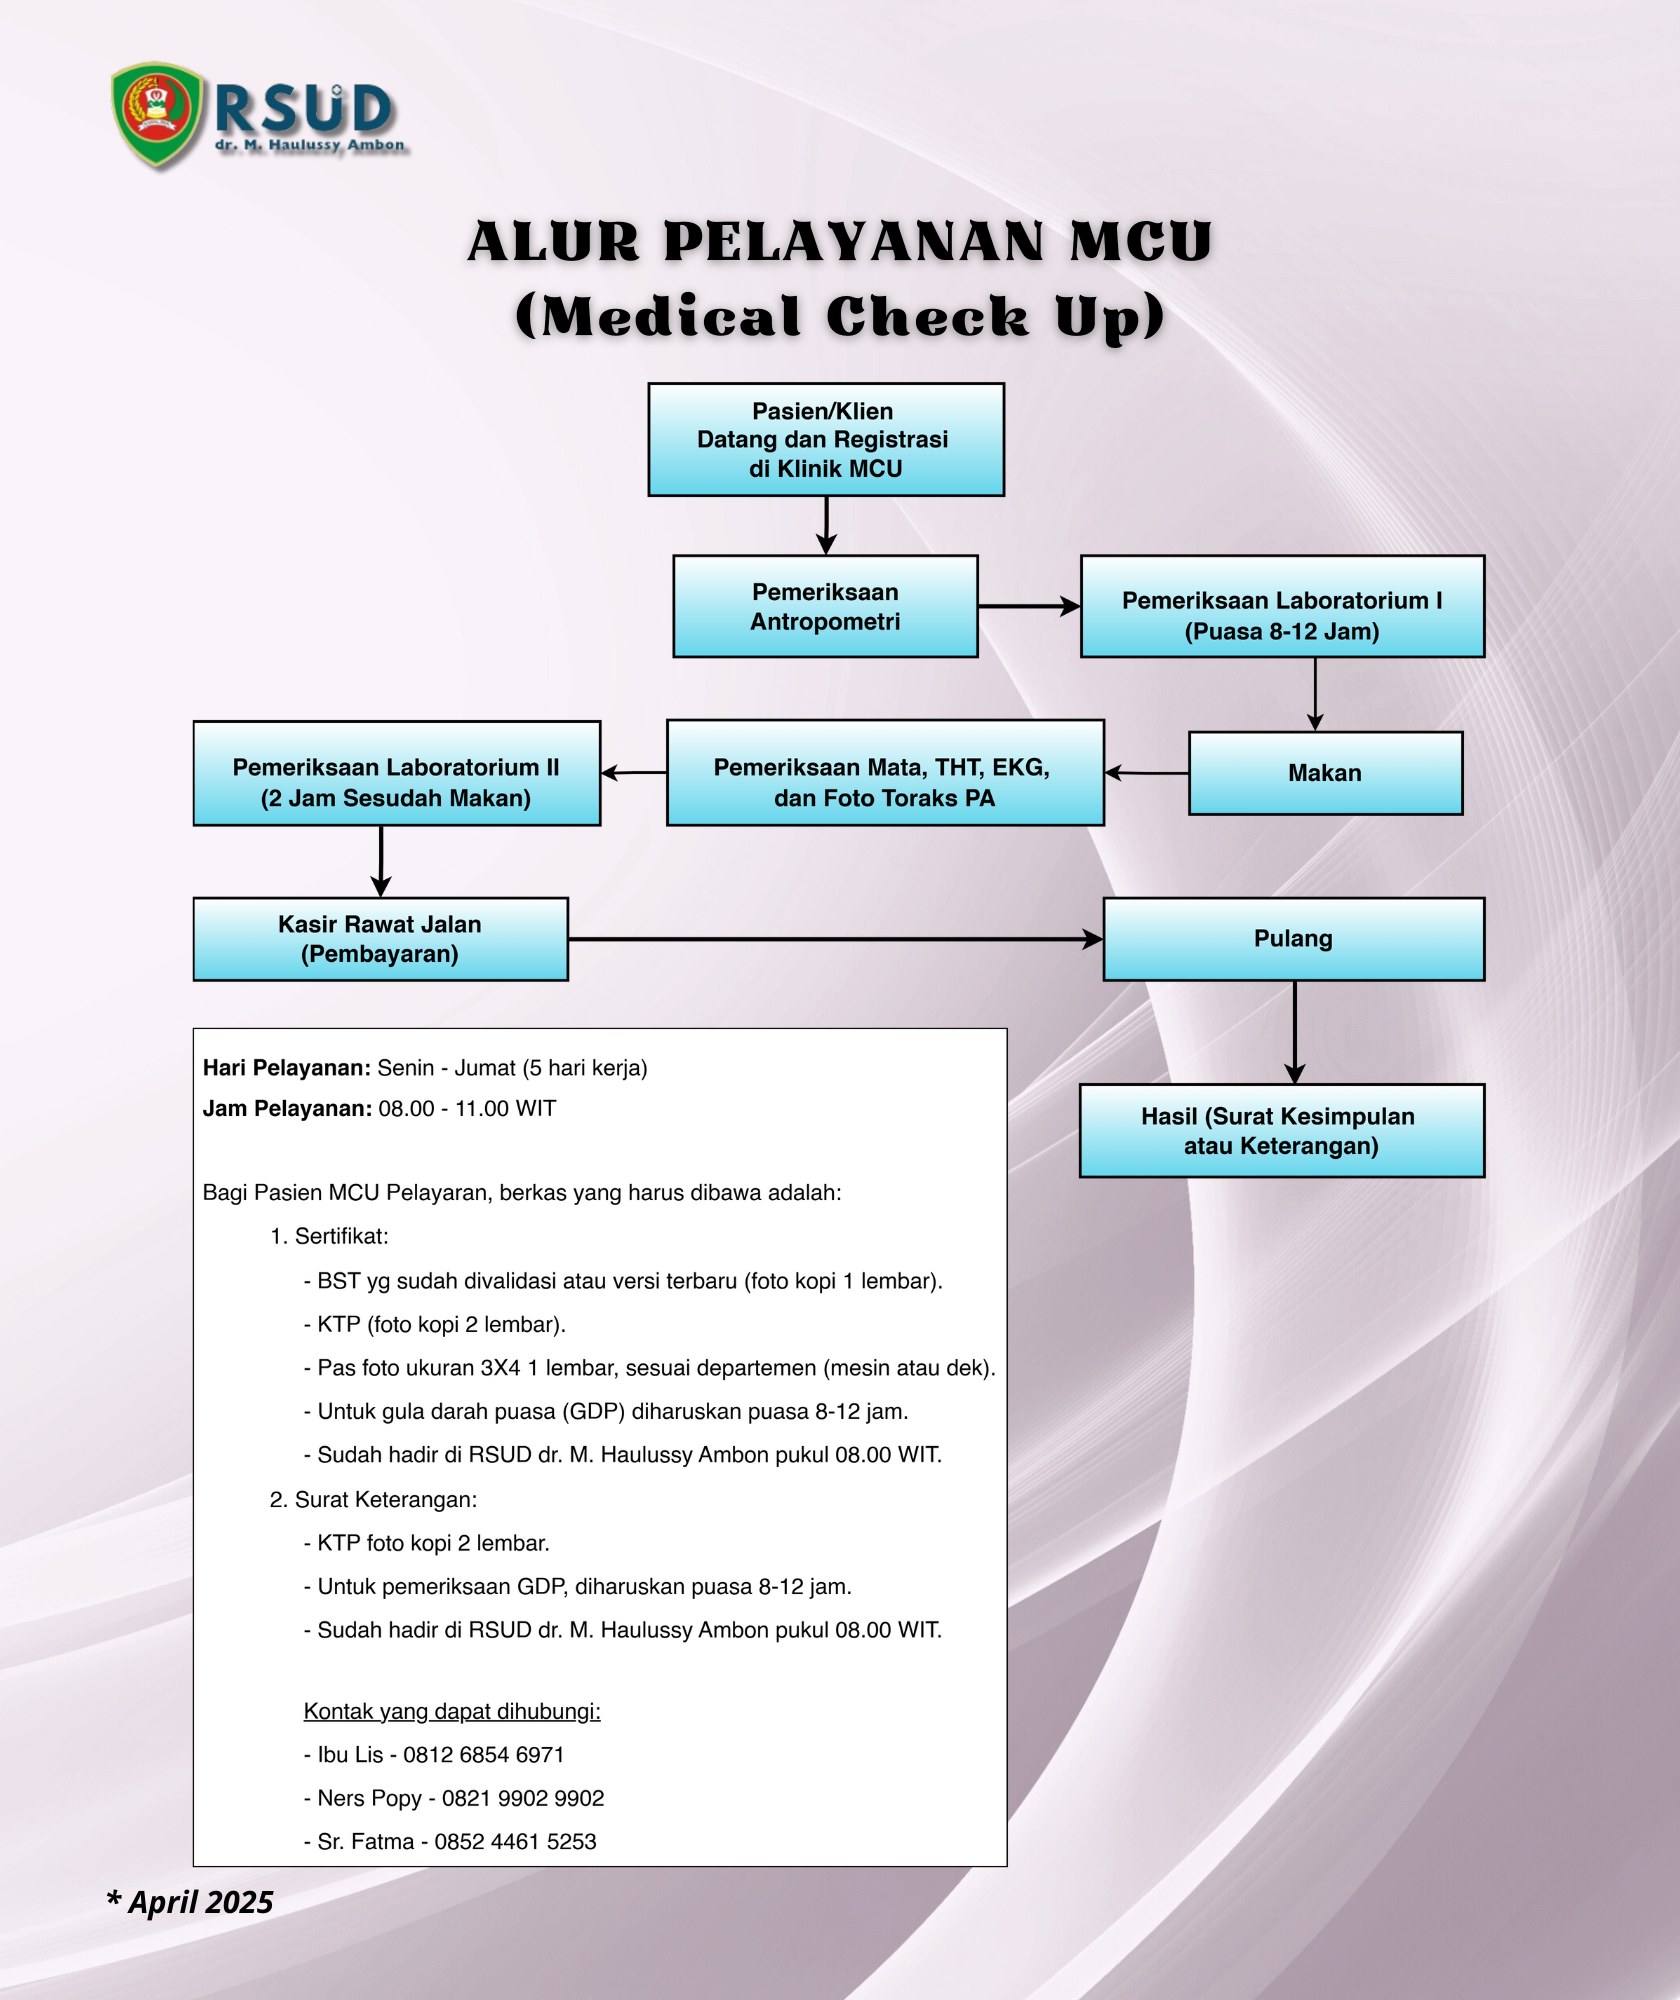 RSUD
dr. M. Haulussy Ambon
ALUR PELAYANAN MCU
(Medical Check Up)
Pasien/Klien
Datang dan Registrasi
di Klinik MCU
Pemeriksaan
Antropometri
Pemeriksaan Laboratorium I
(Puasa 8-12 Jam)
Makan
Pemeriksaan Mata, THT, EKG,
dan Foto Toraks PA
Pemeriksaan Laboratorium II
(2 Jam Sesudah Makan)
Kasir Rawat Jalan
(Pembayaran)
Pulang
Hasil (Surat Kesimpulan
atau Keterangan)
Hari Pelayanan: Senin - Jumat (5 hari kerja)
Jam Pelayanan: 08.00 - 11.00 WIT
Bagi Pasien MCU Pelayaran, berkas yang harus dibawa adalah:
1. Sertifikat:
- BST yg sudah divalidasi atau versi terbaru (foto kopi 1 lembar).
- KTP (foto kopi 2 lembar).
- Pas foto ukuran 3X4 1 lembar, sesuai departemen (mesin atau dek).
- Untuk gula darah puasa (GDP) diharuskan puasa 8-12 jam.
- Sudah hadir di RSUD dr. M. Haulussy Ambon pukul 08.00 WIT.
2. Surat Keterangan:
- KTP foto kopi 2 lembar.
- Untuk pemeriksaan GDP, diharuskan puasa 8-12 jam.
- Sudah hadir di RSUD dr. M. Haulussy Ambon pukul 08.00 WIT.
Kontak yang dapat dihubungi:
- Ibu Lis - 0812 6854 6971
- Ners Popy - 0821 9902 9902
- Sr. Fatma - 0852 4461 5253
* April 2025